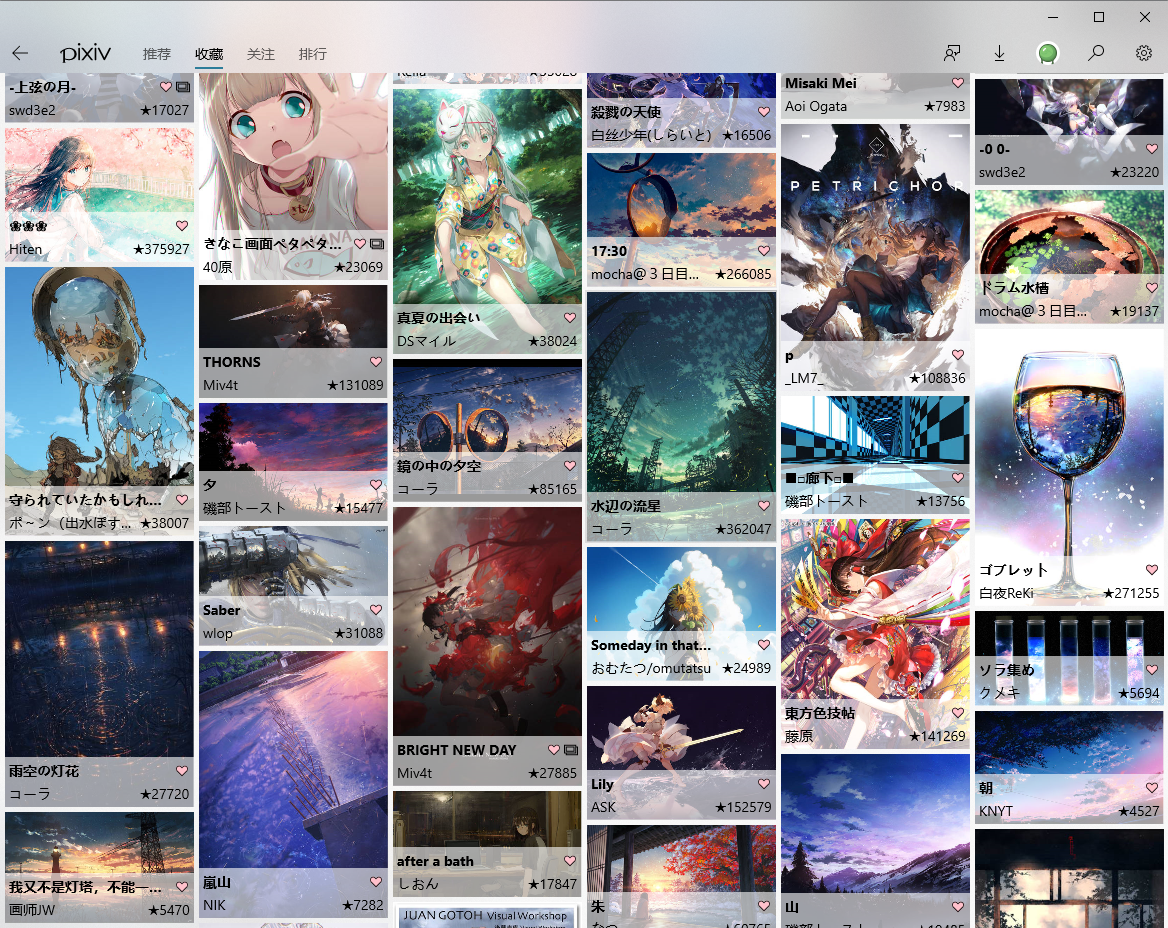 pixiv
推荐
收藏
关注
排行
-上弦の月-
swd3e2
★17027
❀❀❀
Hiten
★375927
守られていたかもしれ...
ポ～ン（出水ぽす...
★38007
雨空の灯花
コーラ
★27720
我又不是灯塔，不能一...
画师JW
★5470
きなこ画面ペタペタ...
40原
★23069
THORNS
Miv4t
★131089
夕
磯部トースト
★15477
Saber
wlop
★31088
嵐山
NIK
★7282
真夏の出会い
DSマイル
★38024
鏡の中の夕空
コーラ
★85165
BRIGHT NEW DAY
Miv4t
★27885
after a bath
しおん
★17847
JUAN GOTOH Visual Workshop
殺戮の天使
白丝少年(しらいと)
★16506
17:30
mocha@３日目...
★266085
水辺の流星
コーラ
★362047
Someday in that...
おむたつ/omutatsu
★24989
Lily
ASK
★152579
朱
Misaki Mei
Aoi Ogata
★7983
PETRICHOR
p
_LM7_
★108836
■□廊下□■
磯部トースト
★13756
東方色技帖
藤原
★141269
山
-0 0-
swd3e2
★23220
ドラム水槽
mocha@３日目...
★19137
ゴブレット
白夜ReKi
★271255
ソラ集め
クメキ
★5694
朝
KNYT
★4527